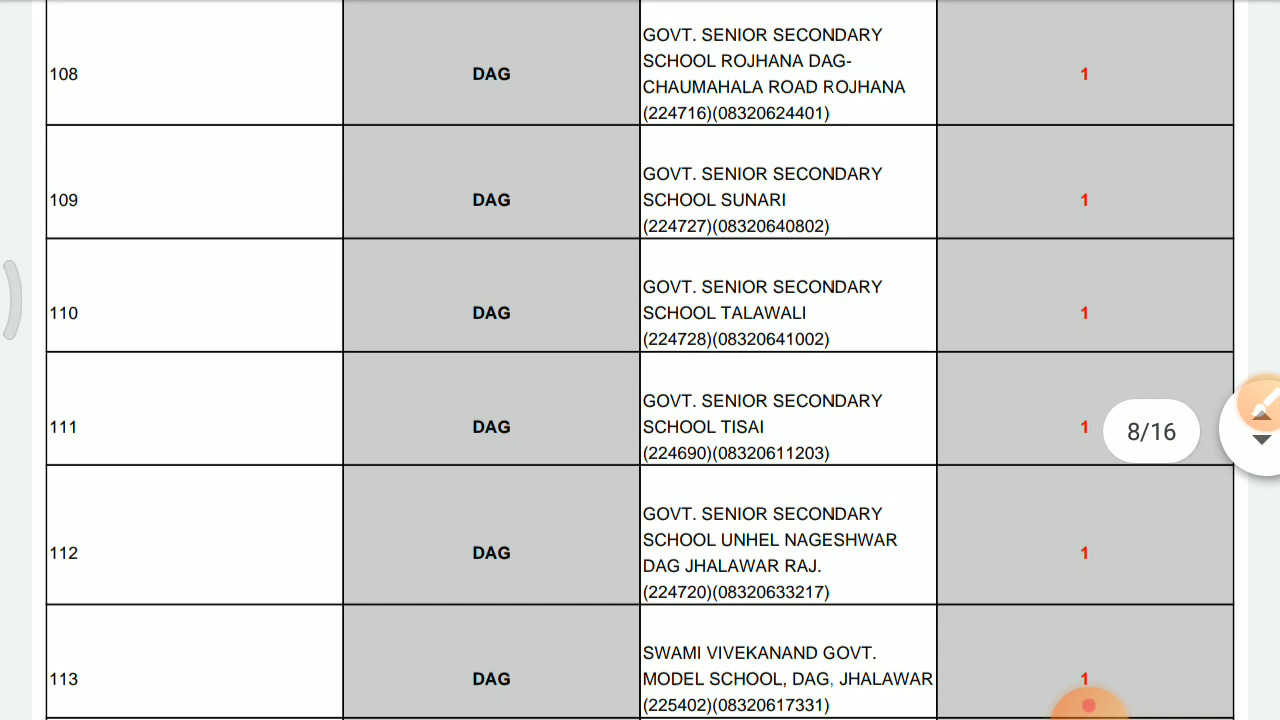 108
DAG
GOVT. SENIOR SECONDARY
SCHOOL ROJHANA DAG-
CHAUMAHALA ROAD ROJHANA
(224716)(08320624401)
1
109
DAG
GOVT. SENIOR SECONDARY
SCHOOL SUNARI
(224727)(08320640802)
1
110
DAG
GOVT. SENIOR SECONDARY
SCHOOL TALAWALI
(224728)(08320641002)
1
111
DAG
GOVT. SENIOR SECONDARY
SCHOOL TISAI
(224690)(08320611203)
1
8/16
112
DAG
GOVT. SENIOR SECONDARY
SCHOOL UNHEL NAGESHWAR
DAG JHALAWAR RAJ.
(224720)(08320633217)
1
113
DAG
SWAMI VIVEKANAND GOVT.
MODEL SCHOOL, DAG, JHALAWAR
(225402)(08320617331)
1